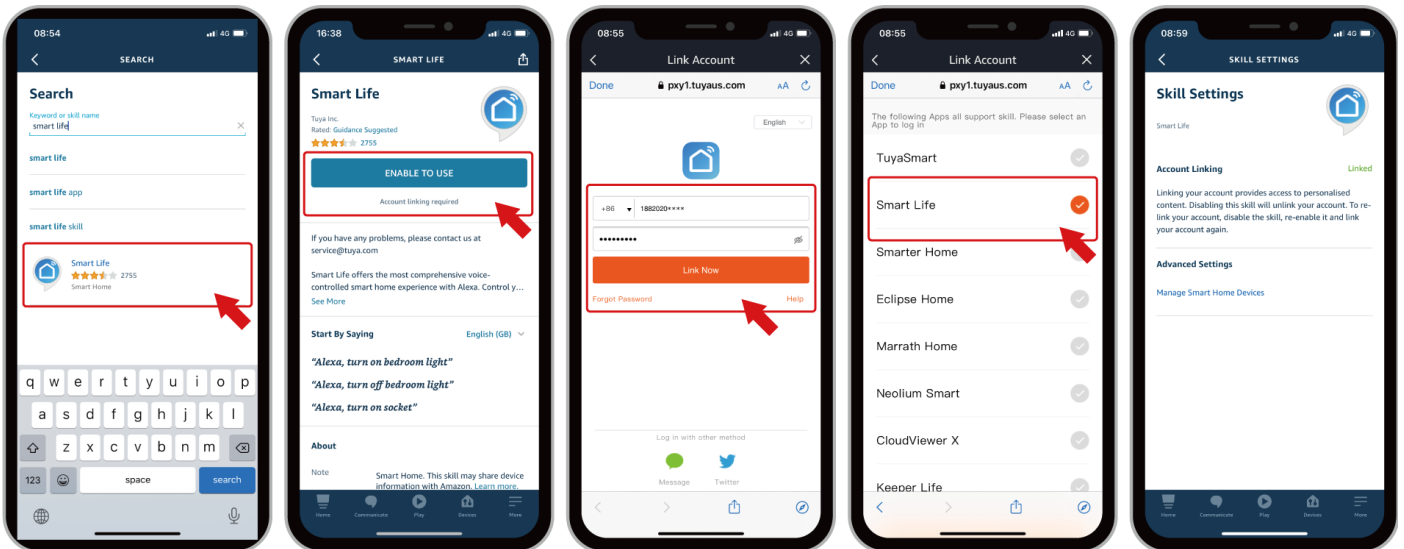 08:54
4G
SEARCH
Search
Keyword or skill name
smart life
smart life
smart life app
smart life skill
Smart Life
2755
Smart Home
q w e r t y u i o p
a s d f g h j k l
z x c v b n m
123
space
search
16:38
4G
SMART LIFE
Smart Life
Tuya Inc.
Rated: Guidance Suggested
2755
ENABLE TO USE
Account linking required
If you have any problems, please contact us at
service@tuya.com
Smart Life offers the most comprehensive voice-
controlled smart home experience with Alexa. Control y...
See More
Start By Saying
English (GB)
“Alexa, turn on bedroom light”
“Alexa, turn off bedroom light”
“Alexa, turn on socket”
About
Note
Smart Home. This skill may share device
information with Amazon. Learn more.
Home Communicate Play Devices More
08:55
4G
Link Account
Done
pxy1.tuyaus.com
AA
English
+86
1882020****
•••••••••
Link Now
Forgot Password
Help
Log in with other method
Message
Twitter
08:55
4G
Link Account
Done
pxy1.tuyaus.com
AA
The following Apps all support skill. Please select an
App to log in
TuyaSmart
Smart Life
Smarter Home
Eclipse Home
Marrath Home
Neolium Smart
CloudViewer X
Keeper Life
08:59
4G
SKILL SETTINGS
Skill Settings
Smart Life
Account Linking
Linked
Linking your account provides access to personalised
content. Disabling this skill will unlink your account. To re-
link your account, disable the skill, re-enable it and link
your account again.
Advanced Settings
Manage Smart Home Devices
Home Communicate Play Devices More